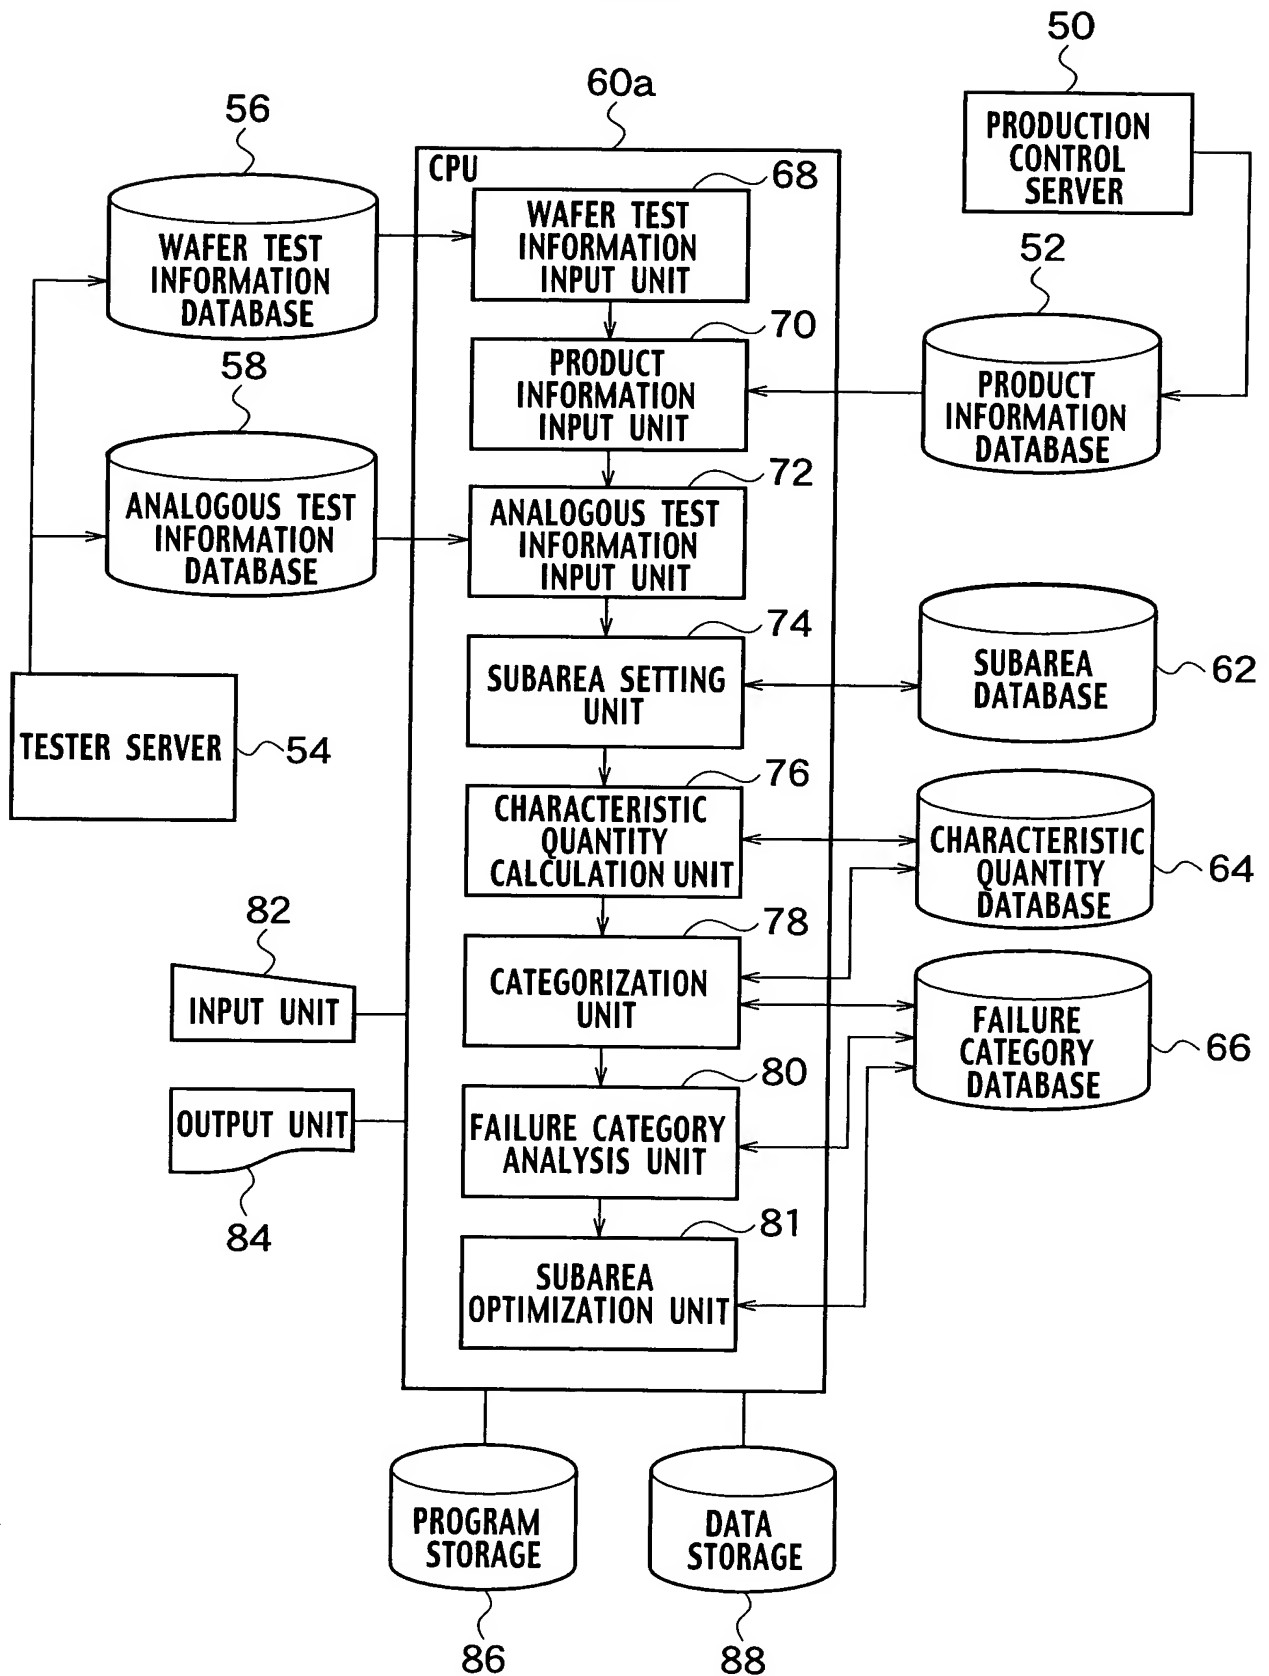 50
60a
56
PRODUCTION
CONTROL
SERVER
CPU
68
WAFER TEST
INFORMATION
INPUT UNIT
WAFER TEST
INFORMATION
DATABASE
52
70
PRODUCT
INFORMATION
INPUT UNIT
PRODUCT
INFORMATION
DATABASE
58
72
ANALOGOUS TEST
INFORMATION
DATABASE
ANALOGOUS TEST
INFORMATION
INPUT UNIT
74
SUBAREA SETTING
UNIT
SUBAREA
DATABASE
62
TESTER SERVER
54
76
CHARACTERISTIC
QUANTITY
CALCULATION UNIT
CHARACTERISTIC
QUANTITY
DATABASE
64
82
78
INPUT UNIT
CATEGORIZATION
UNIT
FAILURE
CATEGORY
DATABASE
66
80
OUTPUT UNIT
FAILURE CATEGORY
ANALYSIS UNIT
84
81
SUBAREA
OPTIMIZATION UNIT
PROGRAM
STORAGE
DATA
STORAGE
86
88